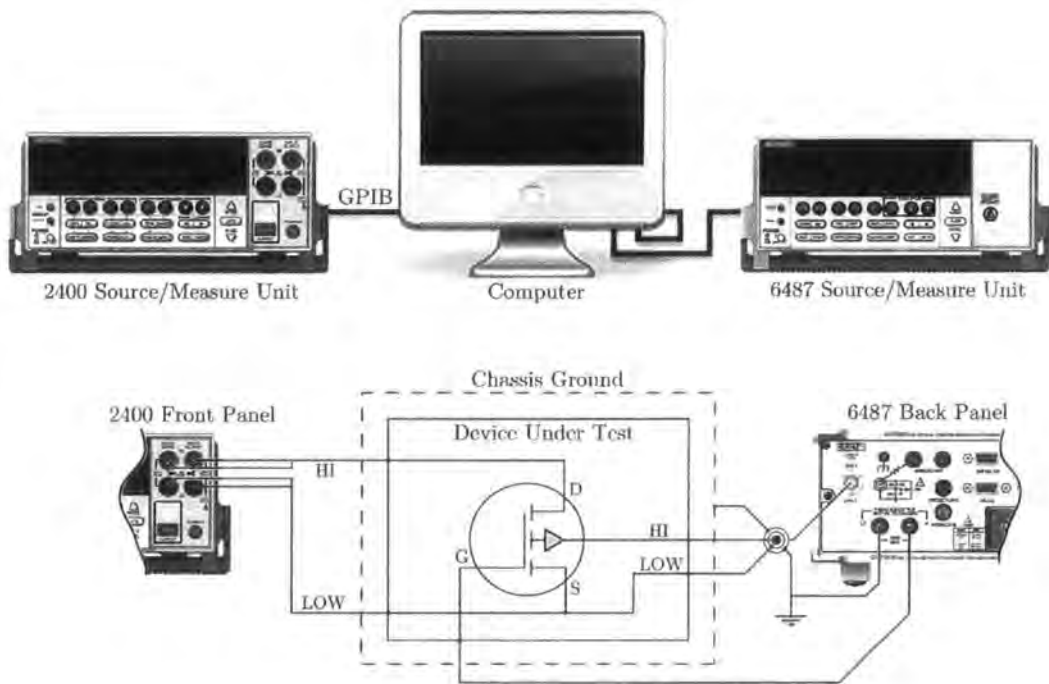 GPIB
2400 Source/Measure Unit
Computer
6487 Source/Measure Unit
Chassis Ground
2400 Front Panel
6487 Back Panel
Device Under Test
HI
D
HI
G
LOW
S
LOW